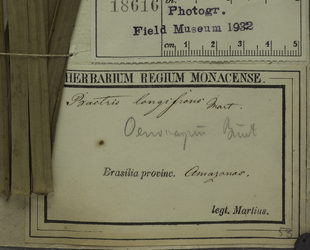 18616
Photogr.
Field Museum 1932
cm 1 2 3 4 5
HERBARIUM REGIUM MONACENSE.
Bactris longifrons Mart.
Brasilia provinc. Amazonas.
legt. Martius.
53